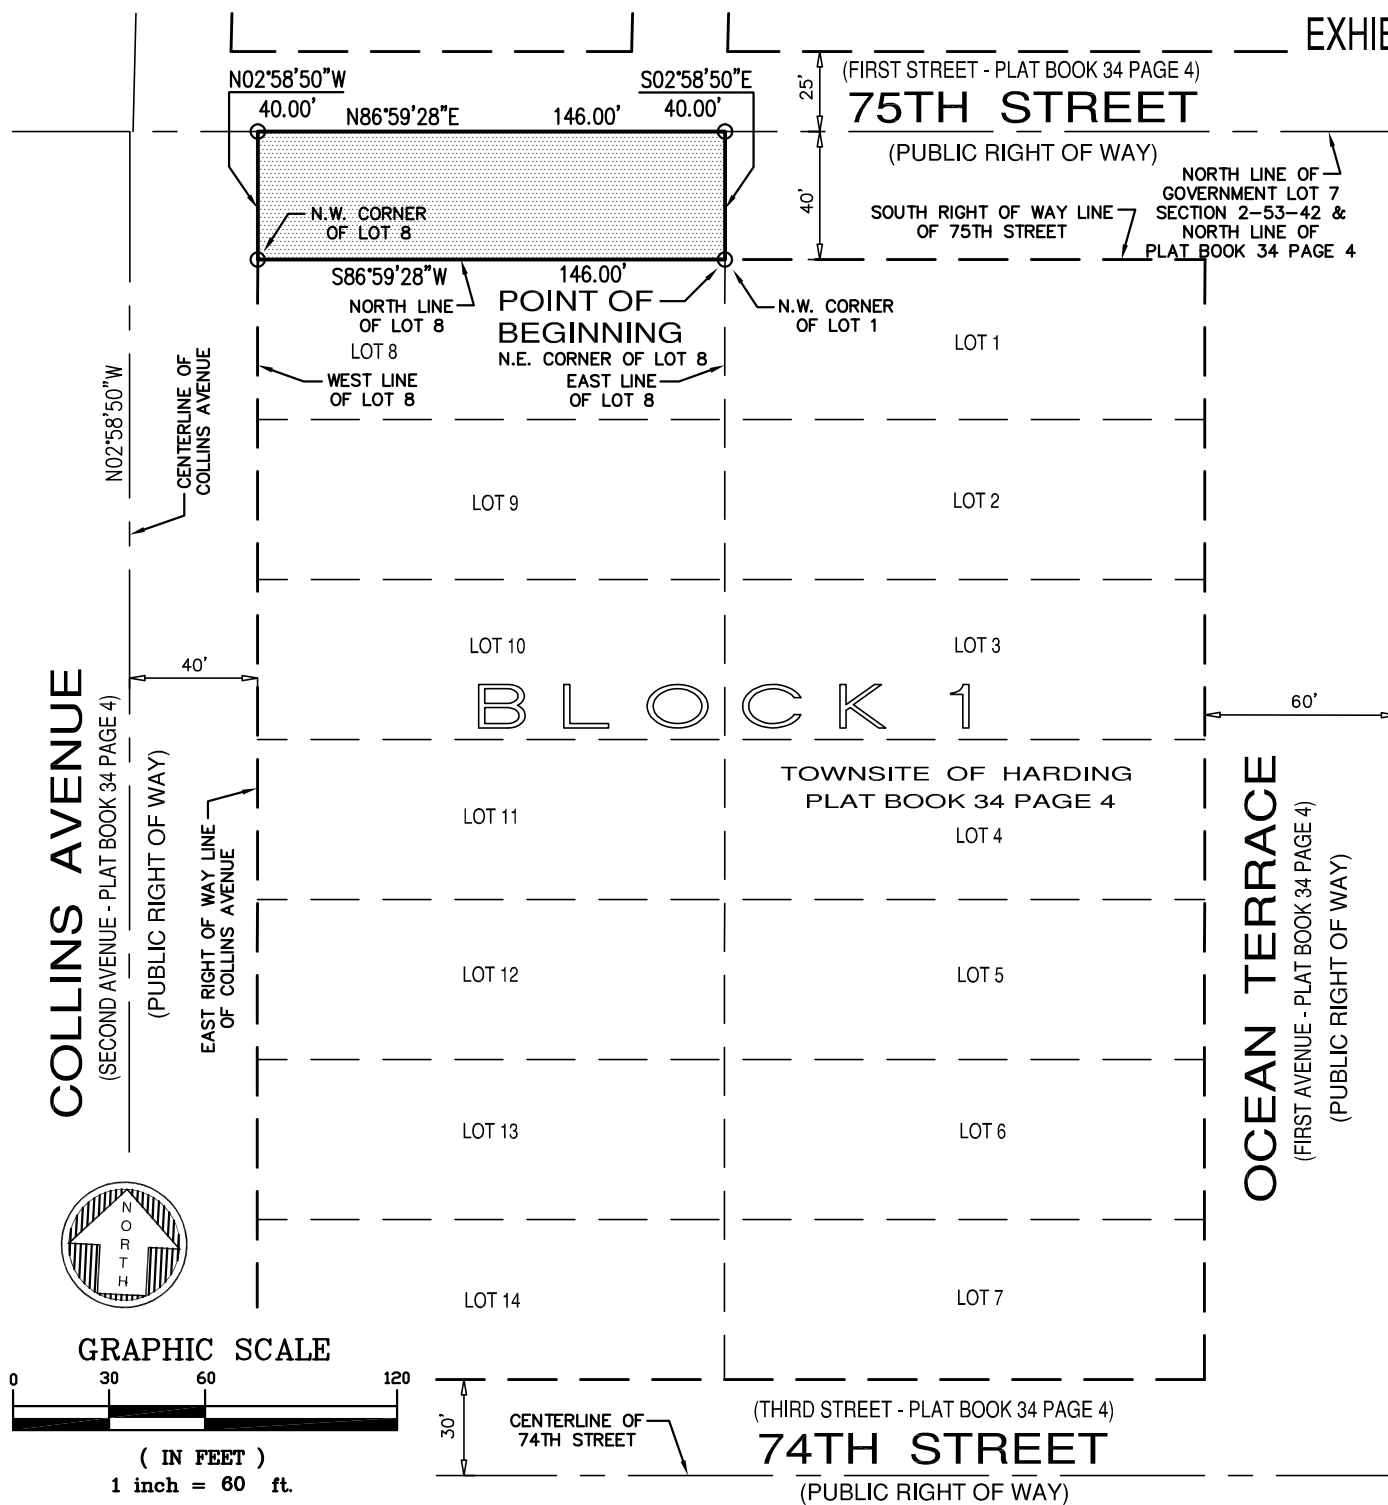 EXHIB
(FIRST STREET - PLAT BOOK 34 PAGE 4)
75TH STREET
(PUBLIC RIGHT OF WAY)
25'
40'
N02°58'50"W
40.00'
N86°59'28"E
146.00'
S02°58'50"E
40.00'
N.W. CORNER
OF LOT 8
S86°59'28"W
146.00'
NORTH LINE
OF LOT 8
POINT OF
BEGINNING
N.E. CORNER OF LOT 8
N.W. CORNER
OF LOT 1
SOUTH RIGHT OF WAY LINE
OF 75TH STREET
NORTH LINE OF
GOVERNMENT LOT 7
SECTION 2-53-42 &
NORTH LINE OF
PLAT BOOK 34 PAGE 4
LOT 8
WEST LINE
OF LOT 8
EAST LINE
OF LOT 8
LOT 1
N02°58'50"W
CENTERLINE OF
COLLINS AVENUE
LOT 9
LOT 2
LOT 10
LOT 3
40'
BLOCK 1
60'
TOWNSITE OF HARDING
PLAT BOOK 34 PAGE 4
COLLINS AVENUE
(SECOND AVENUE - PLAT BOOK 34 PAGE 4)
(PUBLIC RIGHT OF WAY)
EAST RIGHT OF WAY LINE
OF COLLINS AVENUE
LOT 11
LOT 4
OCEAN TERRACE
(FIRST AVENUE - PLAT BOOK 34 PAGE 4)
(PUBLIC RIGHT OF WAY)
LOT 12
LOT 5
LOT 13
LOT 6
NORTH
LOT 14
LOT 7
GRAPHIC SCALE
0 30 60 120
( IN FEET )
1 inch = 60 ft.
30'
CENTERLINE OF
74TH STREET
(THIRD STREET - PLAT BOOK 34 PAGE 4)
74TH STREET
(PUBLIC RIGHT OF WAY)